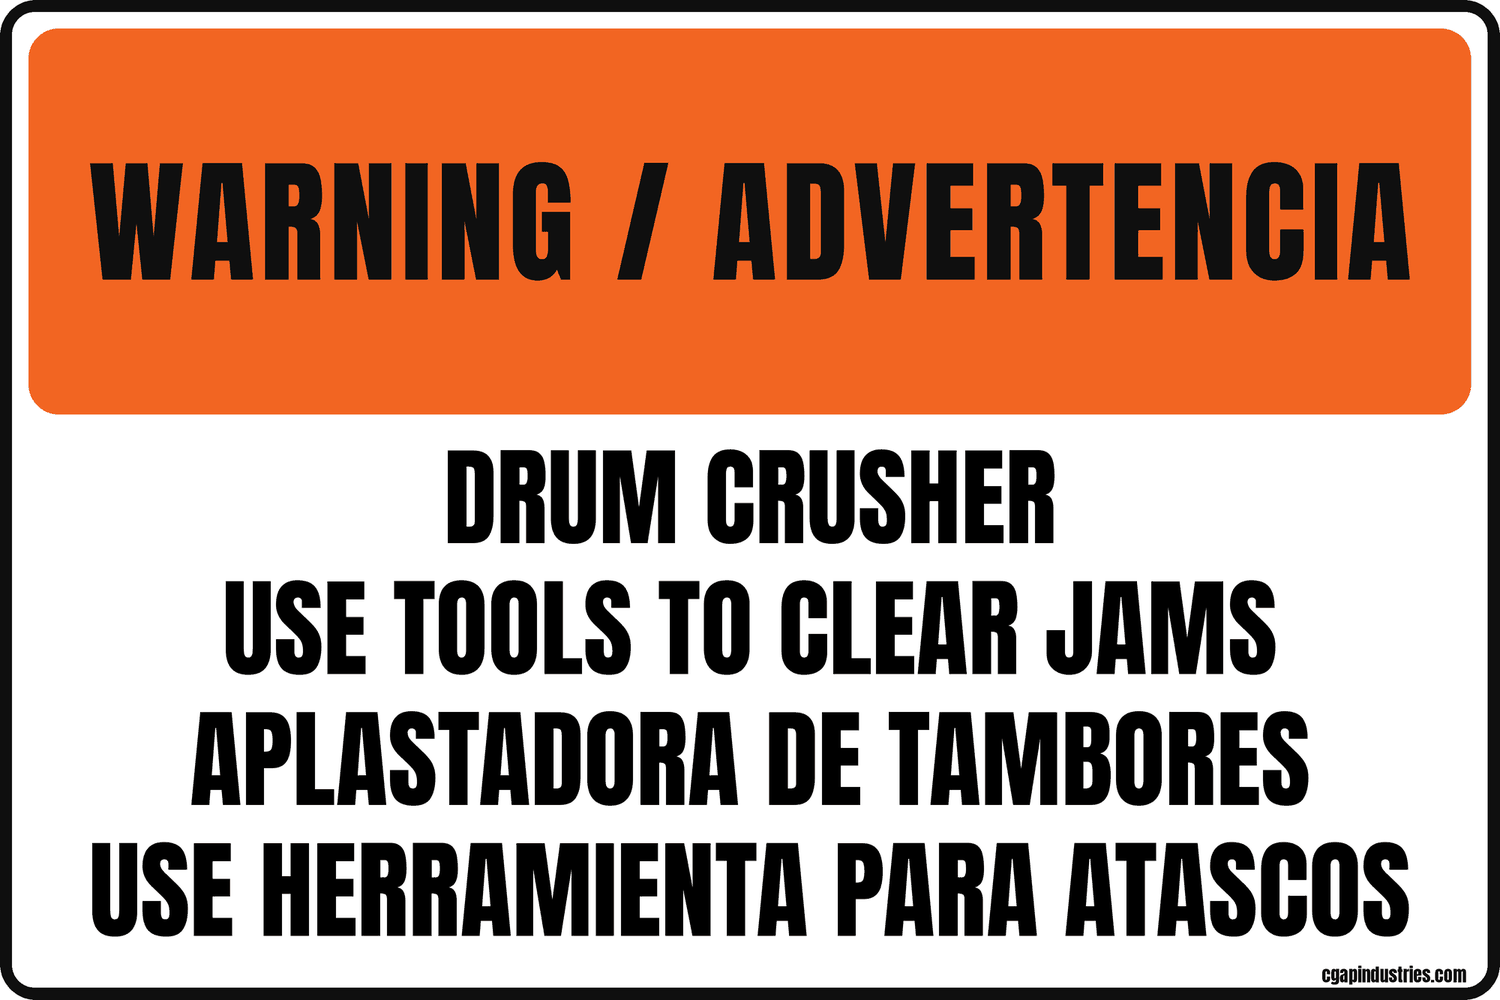 WARNING / ADVERTENCIA
DRUM CRUSHER
USE TOOLS TO CLEAR JAMS
APLASTADORA DE TAMBORES
USE HERRAMIENTA PARA ATASCOS
cgapindustries.com